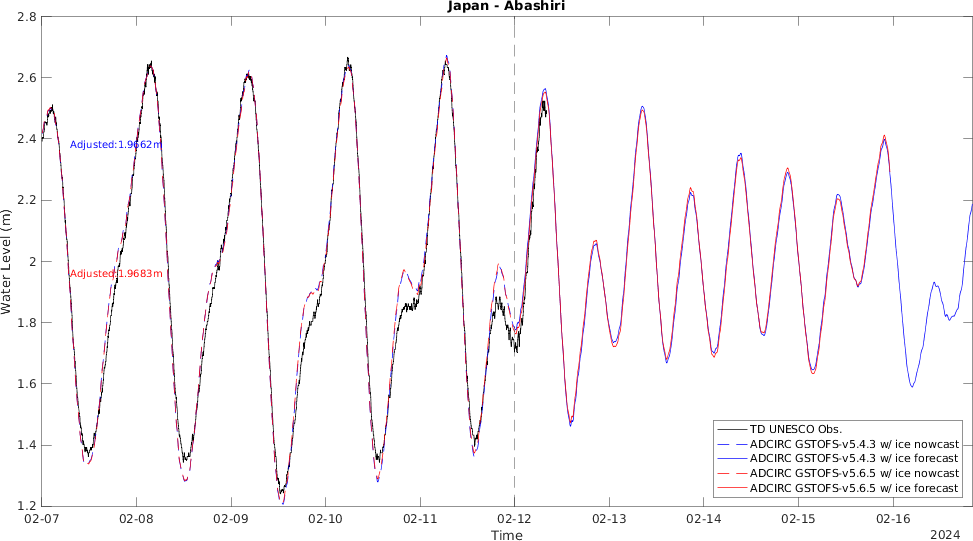 Japan - Abashiri
2.8
2.6
2.4
2.2
2
1.8
1.6
1.4
1.2
Water Level (m)
Adjusted:1.9662m
Adjusted:1.9683m
TD UNESCO Obs.
ADCIRC GSTOFS-v5.4.3 w/ ice nowcast
ADCIRC GSTOFS-v5.4.3 w/ ice forecast
ADCIRC GSTOFS-v5.6.5 w/ ice nowcast
ADCIRC GSTOFS-v5.6.5 w/ ice forecast
02-07 02-08 02-09 02-10 02-11 02-12 02-13 02-14 02-15 02-16
Time
2024